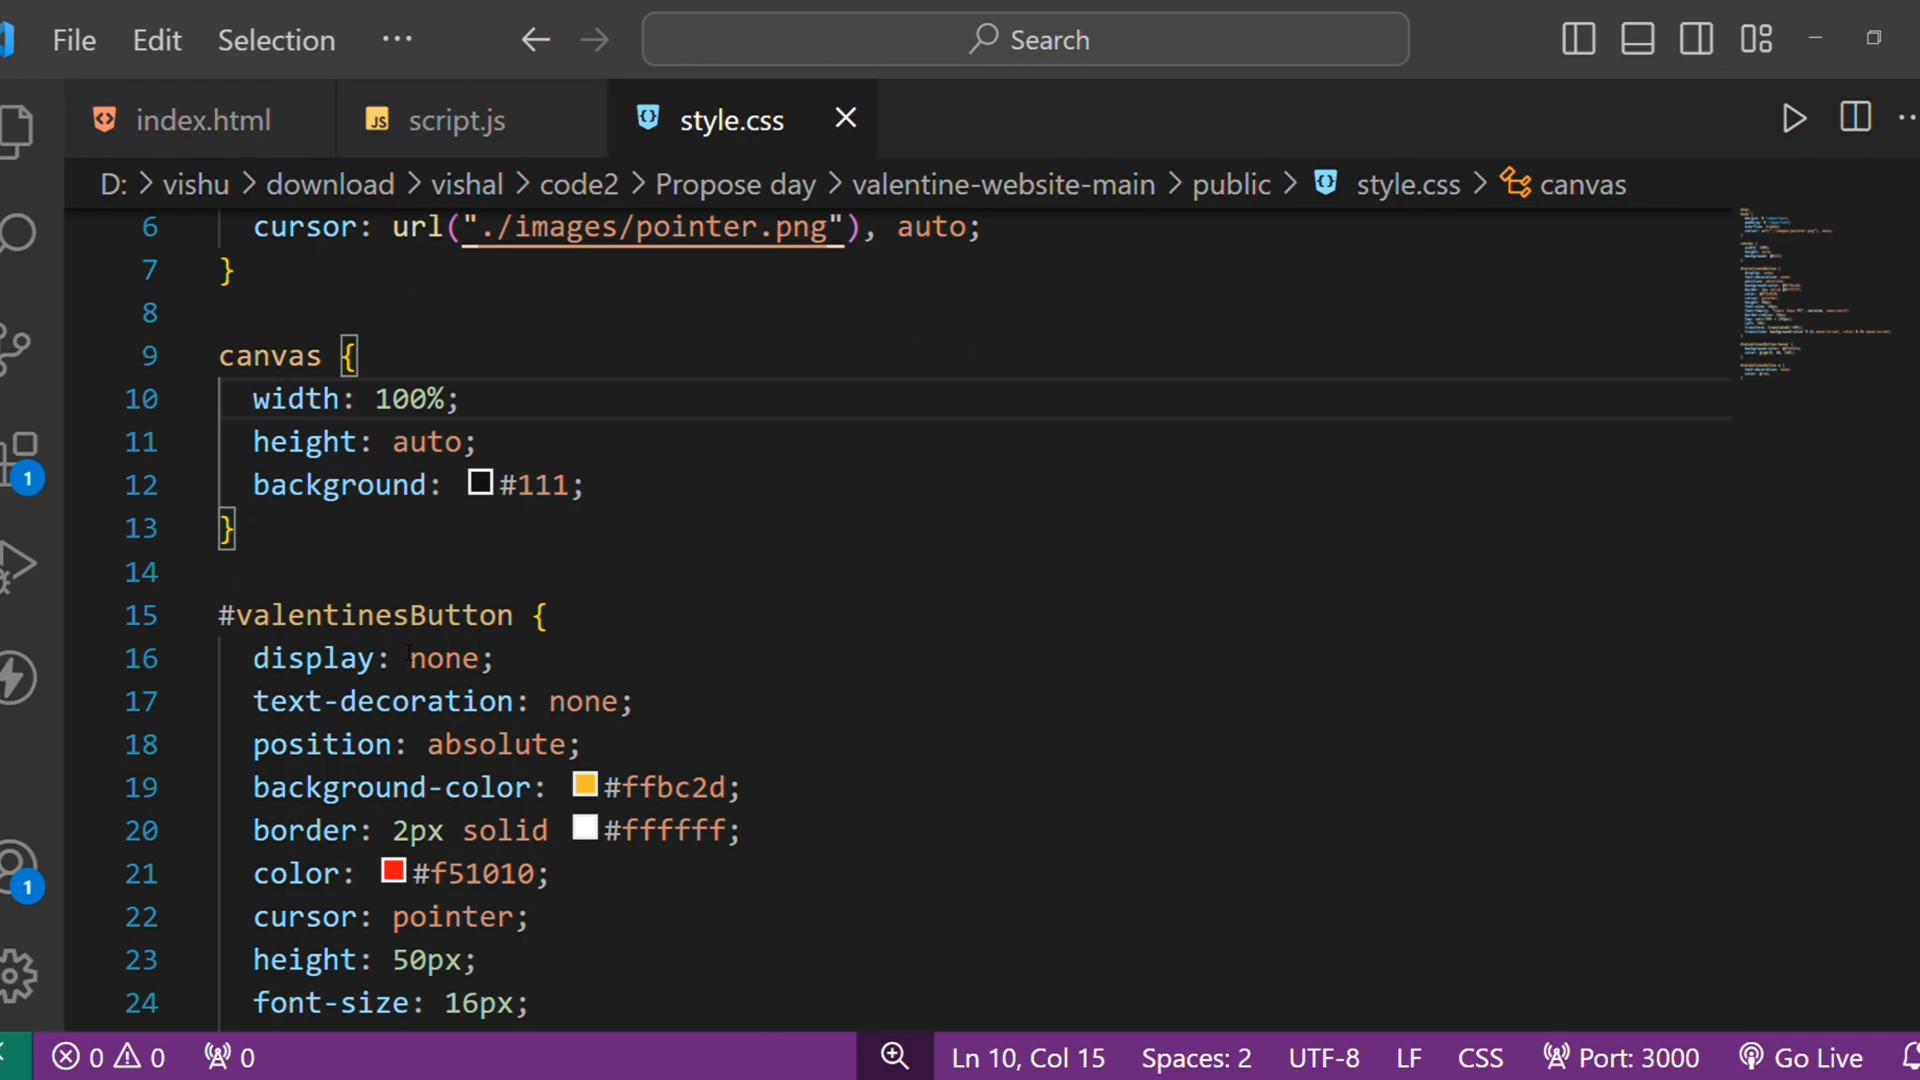 File Edit Selection ··· Search
index.html JS script.js style.css
D: > vishu > download > vishal > code2 > Propose day > valentine-website-main > public > style.css > canvas
6 cursor: url("./images/pointer.png"), auto;
7 }
8
9 canvas {
10 width: 100%;
11 height: auto;
12 background: #111;
13 }
14
15 #valentinesButton {
16 display: none;
17 text-decoration: none;
18 position: absolute;
19 background-color: #ffbc2d;
20 border: 2px solid #ffffff;
21 color: #f51010;
22 cursor: pointer;
23 height: 50px;
24 font-size: 16px;
1
1
0 0 0 Ln 10, Col 15 Spaces: 2 UTF-8 LF CSS Port: 3000 Go Live